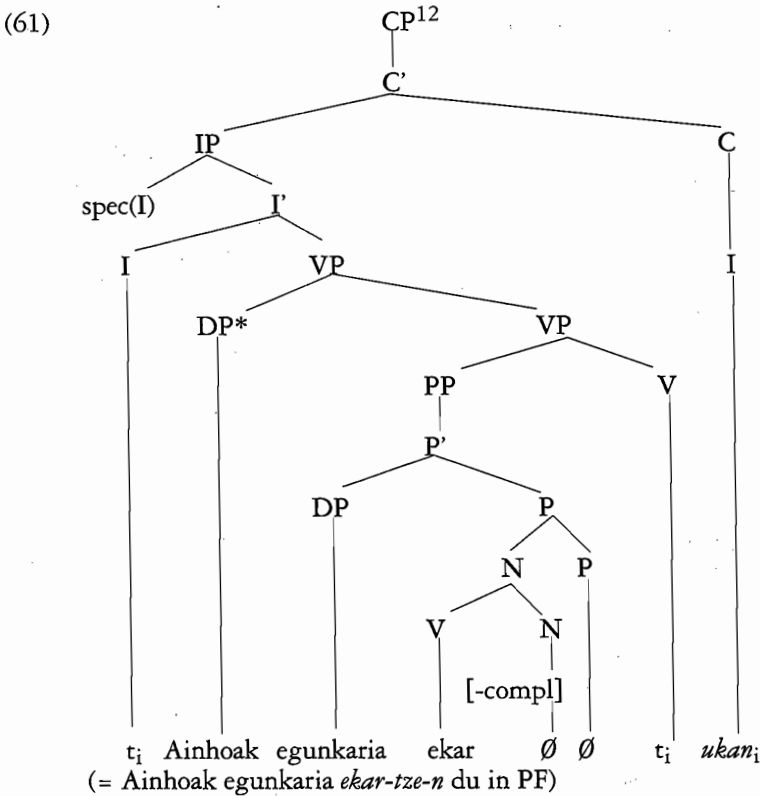 (61) CP12
C'
IP C
spec(I) I'
I VP I
DP* VP
PP V
P'
DP P
N P
V N
[-compl]
ti Ainhoak egunkaria ekar Ø Ø ti ukani
(= Ainhoak egunkaria ekar-tze-n du in PF)